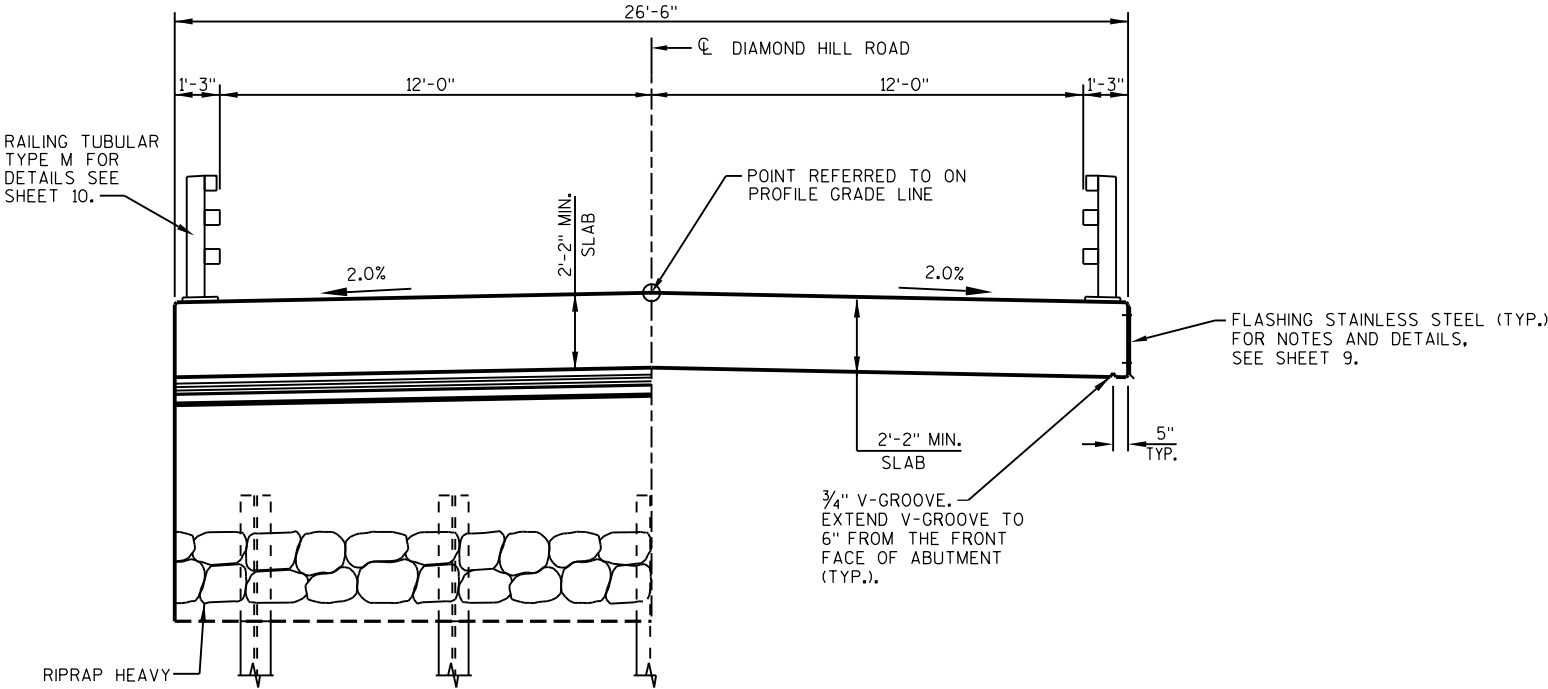 26'-6"
℄ DIAMOND HILL ROAD
1'-3"
12'-0"
12'-0"
1'-3"
RAILING TUBULAR
TYPE M FOR
DETAILS SEE
SHEET 10.
POINT REFERRED TO ON
PROFILE GRADE LINE
2'-2" MIN.
SLAB
2.0%
2.0%
FLASHING STAINLESS STEEL (TYP.)
FOR NOTES AND DETAILS,
SEE SHEET 9.
2'-2" MIN.
SLAB
5"
TYP.
¾" V-GROOVE.
EXTEND V-GROOVE TO
6" FROM THE FRONT
FACE OF ABUTMENT
(TYP.).
RIPRAP HEAVY